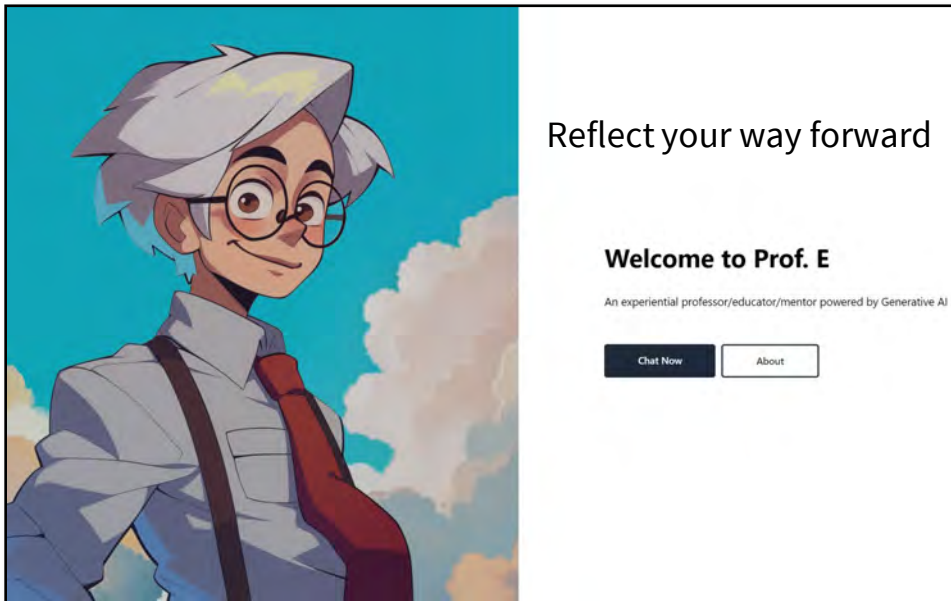 Reflect your way forward
Welcome to Prof. E
An experiential professor/educator/mentor powered by Generative AI
Chat Now
About